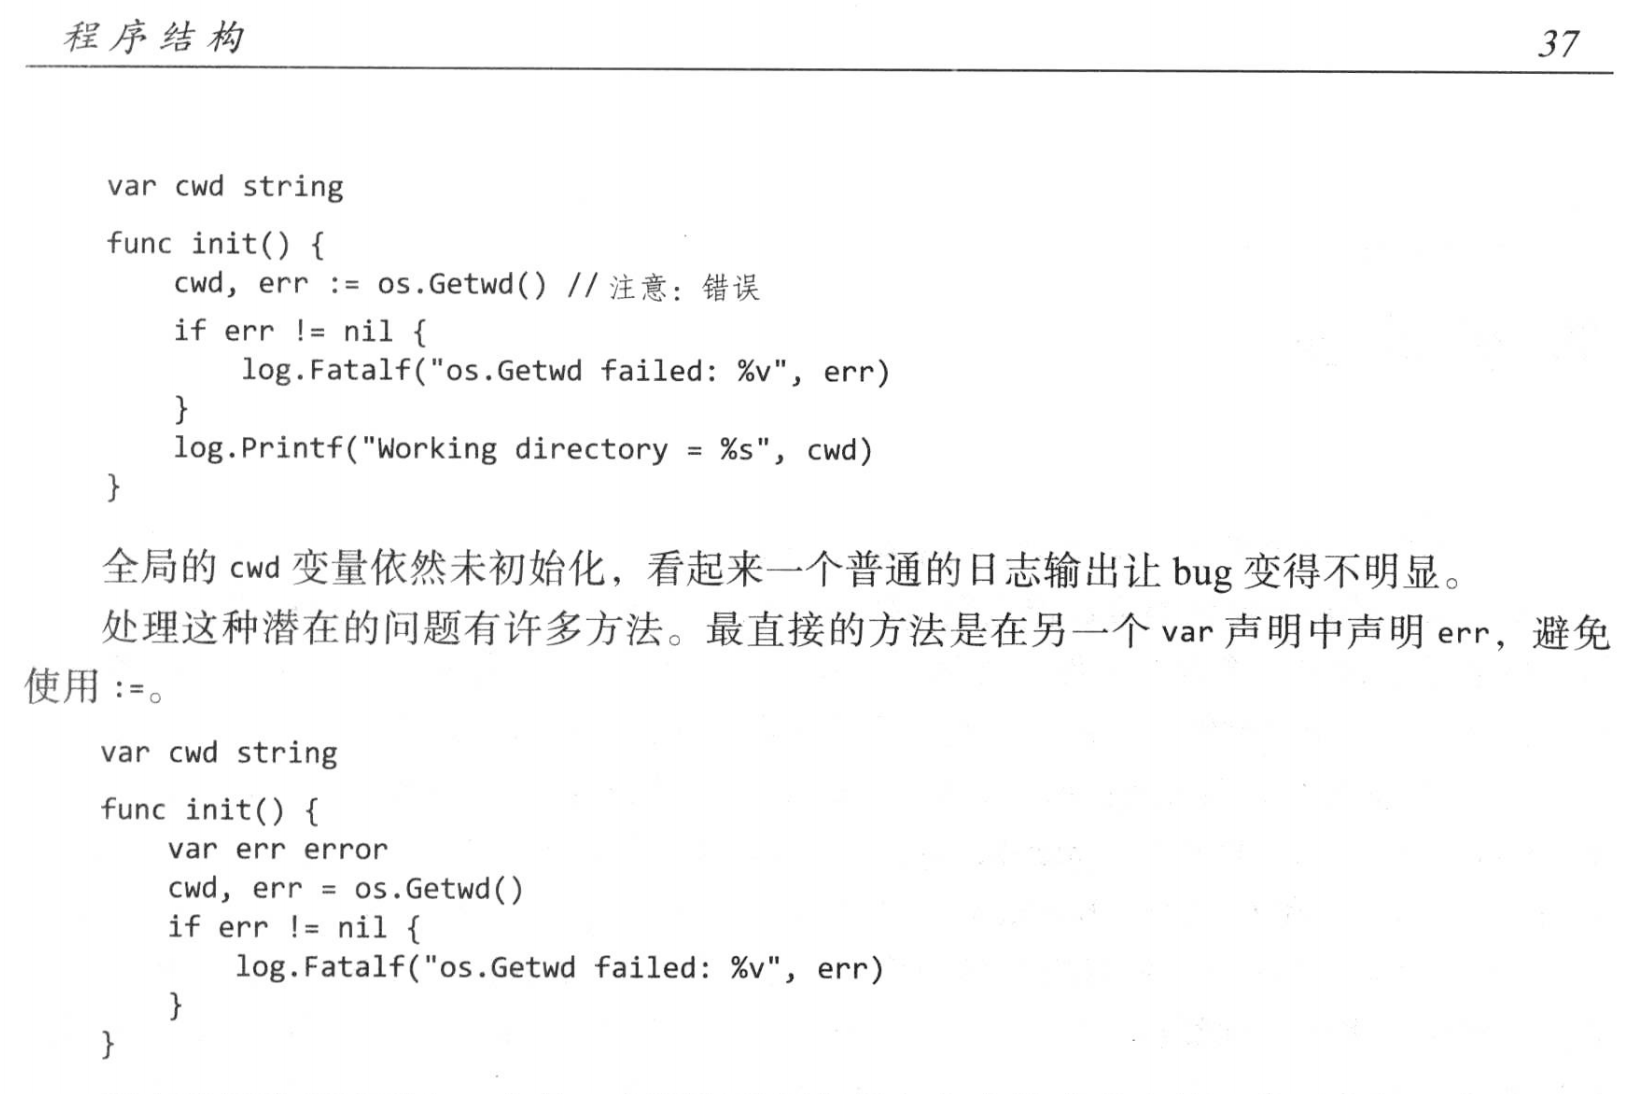 程序结构 37
var cwd string
func init() {
    cwd, err := os.Getwd() // 注意：错误
    if err != nil {
        log.Fatalf("os.Getwd failed: %v", err)
    }
    log.Printf("Working directory = %s", cwd)
}
全局的 cwd 变量依然未初始化，看起来一个普通的日志输出让 bug 变得不明显。
处理这种潜在的问题有许多方法。最直接的方法是在另一个 var 声明中声明 err，避免
使用 :=。
var cwd string
func init() {
    var err error
    cwd, err = os.Getwd()
    if err != nil {
        log.Fatalf("os.Getwd failed: %v", err)
    }
}